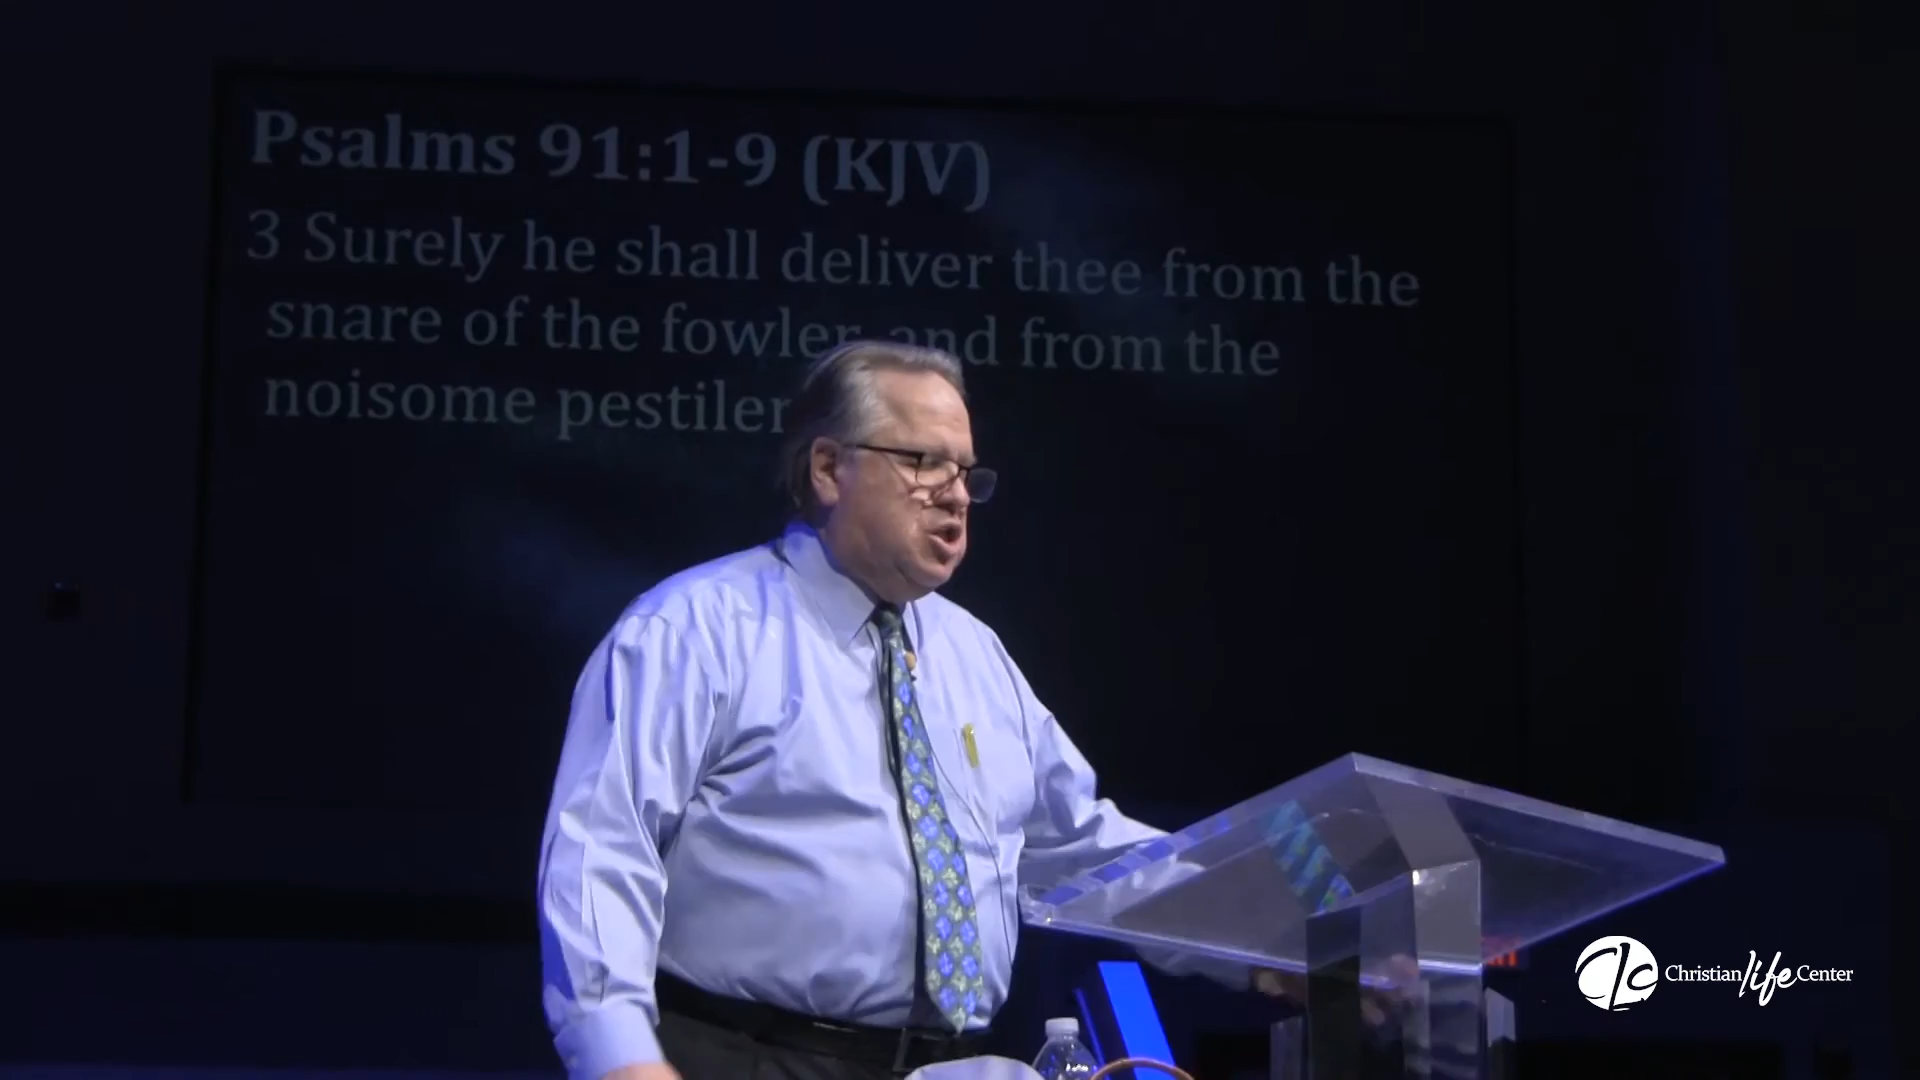 Psalms 91:1-9 (KJV)
3 Surely he shall deliver thee from the
snare of the fowler, and from the
noisome
Christian Life Center